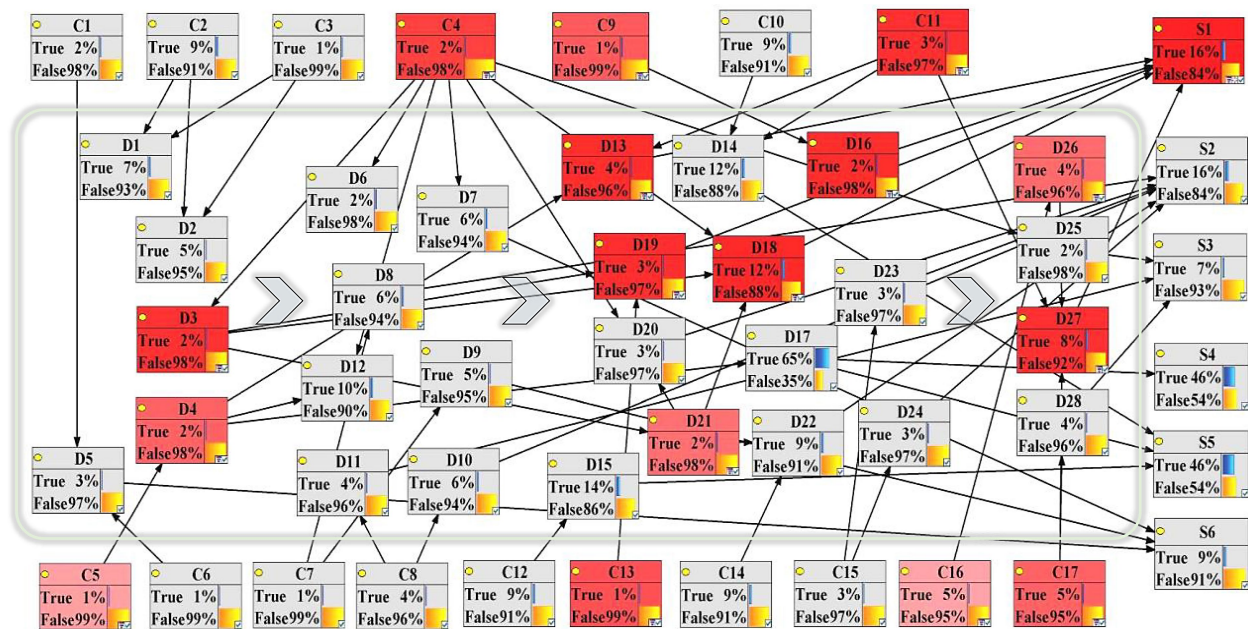 C1
True 2%
False98%
C2
True 9%
False91%
C3
True 1%
False99%
C4
True 2%
False98%
C9
True 1%
False99%
C10
True 9%
False91%
C11
True 3%
False97%
S1
True 16%
False84%
D1
True 7%
False93%
D13
True 4%
False96%
D14
True 12%
False88%
D16
True 2%
False98%
D26
True 4%
False96%
S2
True 16%
False84%
D6
True 2%
False98%
D7
True 6%
False94%
D2
True 5%
False95%
D25
True 2%
False98%
D19
True 3%
False97%
D18
True 12%
False88%
S3
True 7%
False93%
D8
True 6%
False94%
D23
True 3%
False97%
D3
True 2%
False98%
D27
True 8%
False92%
D20
True 3%
False97%
D17
True 65%
False35%
D12
True 10%
False90%
D9
True 5%
False95%
S4
True 46%
False54%
D4
True 2%
False98%
D21
True 2%
False98%
D22
True 9%
False91%
D24
True 3%
False97%
D28
True 4%
False96%
S5
True 46%
False54%
D5
True 3%
False97%
D11
True 4%
False96%
D10
True 6%
False94%
D15
True 14%
False86%
S6
True 9%
False91%
C5
True 1%
False99%
C6
True 1%
False99%
C7
True 1%
False99%
C8
True 4%
False96%
C12
True 9%
False91%
C13
True 1%
False99%
C14
True 9%
False91%
C15
True 3%
False97%
C16
True 5%
False95%
C17
True 5%
False95%